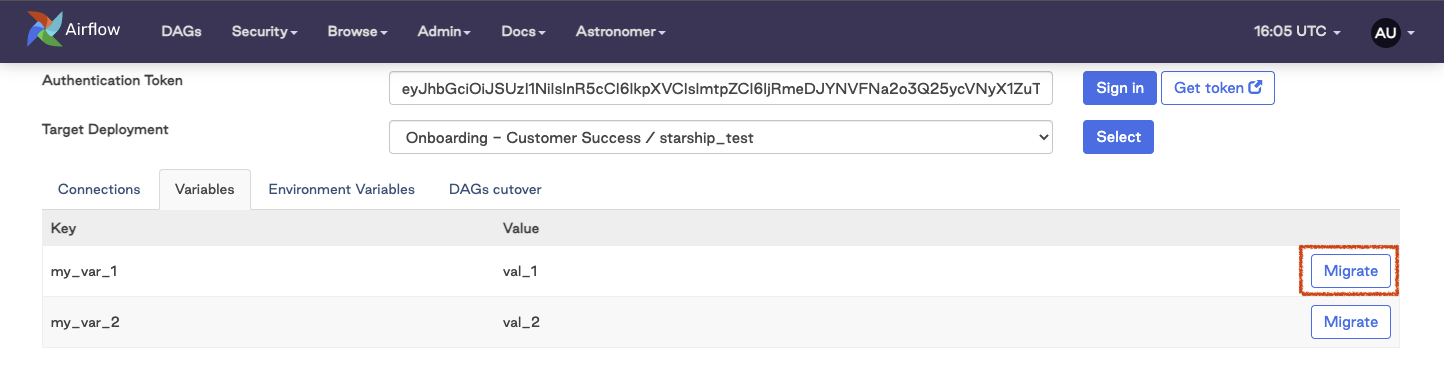 Airflow DAGs Security Browse Admin Docs Astronomer 16:05 UTC AU
Authentication Token eyJhbGciOiJSUzI1NiIsInR5cCI6IkpXVCIsImtpZCI6IjRmeDJYNVFNa2o3Q25ycVNyX1ZuT Sign in Get token
Target Deployment Onboarding – Customer Success / starship_test Select
Connections Variables Environment Variables DAGs cutover
Key Value
my_var_1 val_1 Migrate
my_var_2 val_2 Migrate